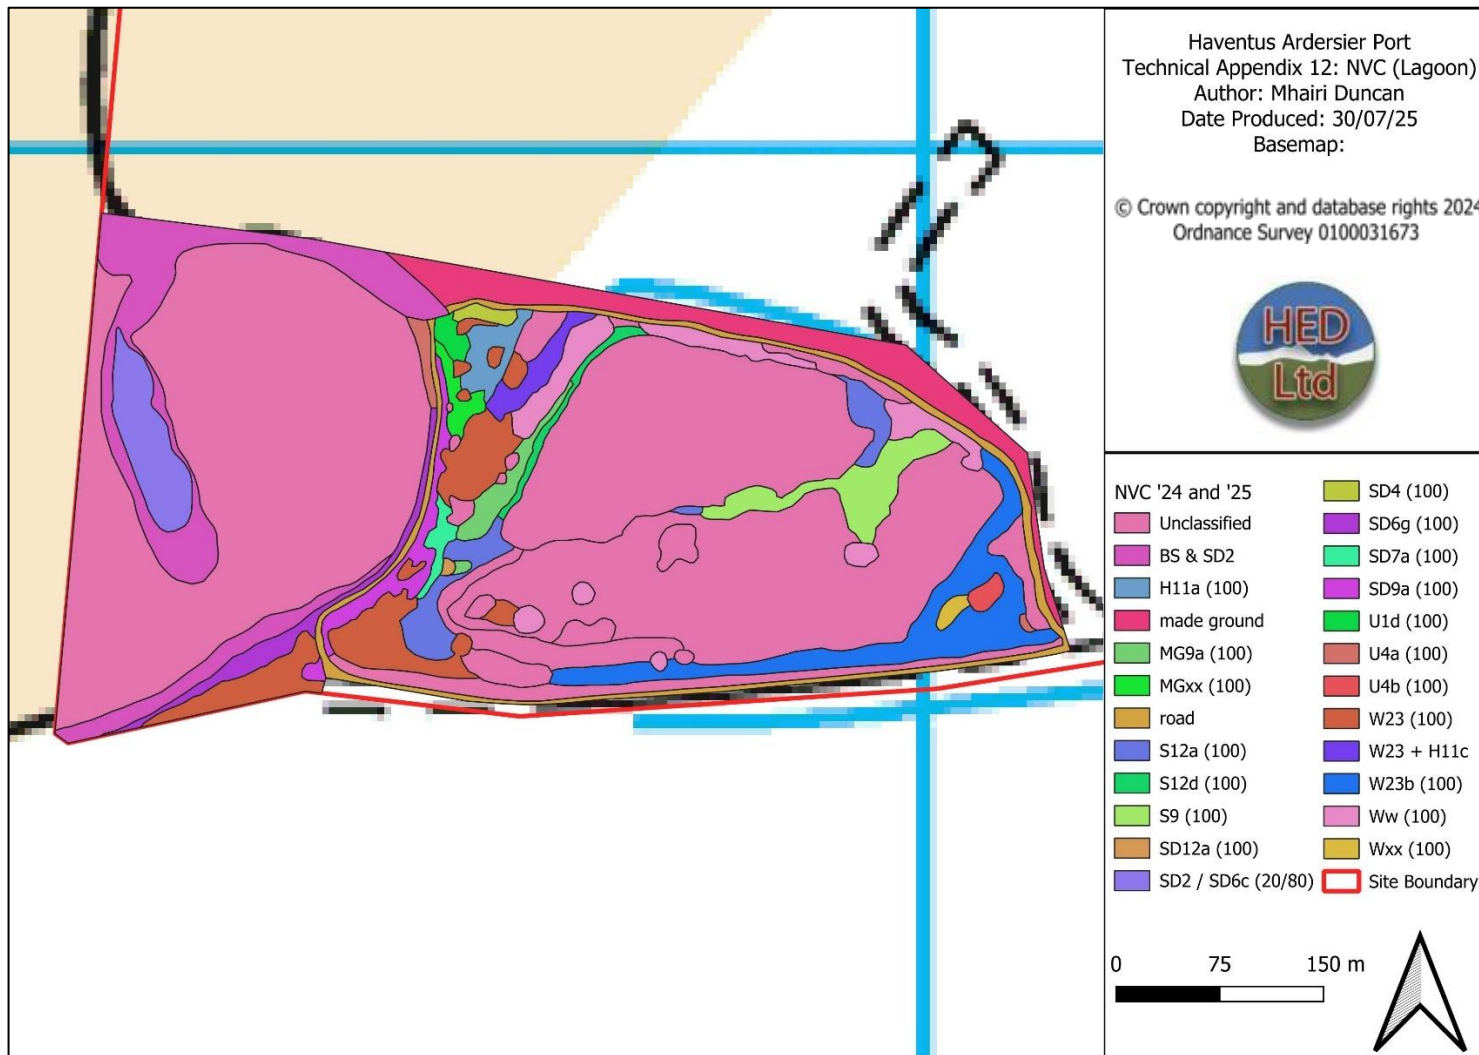 Haventus Ardersier Port
Technical Appendix 12: NVC (Lagoon)
Author: Mhairi Duncan
Date Produced: 30/07/25
Basemap:
© Crown copyright and database rights 2024
Ordnance Survey 0100031673
HED
Ltd
NVC '24 and '25
Unclassified
BS & SD2
H11a (100)
made ground
MG9a (100)
MGxx (100)
road
S12a (100)
S12d (100)
S9 (100)
SD12a (100)
SD2 / SD6c (20/80)
SD4 (100)
SD6g (100)
SD7a (100)
SD9a (100)
U1d (100)
U4a (100)
U4b (100)
W23 (100)
W23 + H11c
W23b (100)
Ww (100)
Wxx (100)
Site Boundary
0 75 150 m